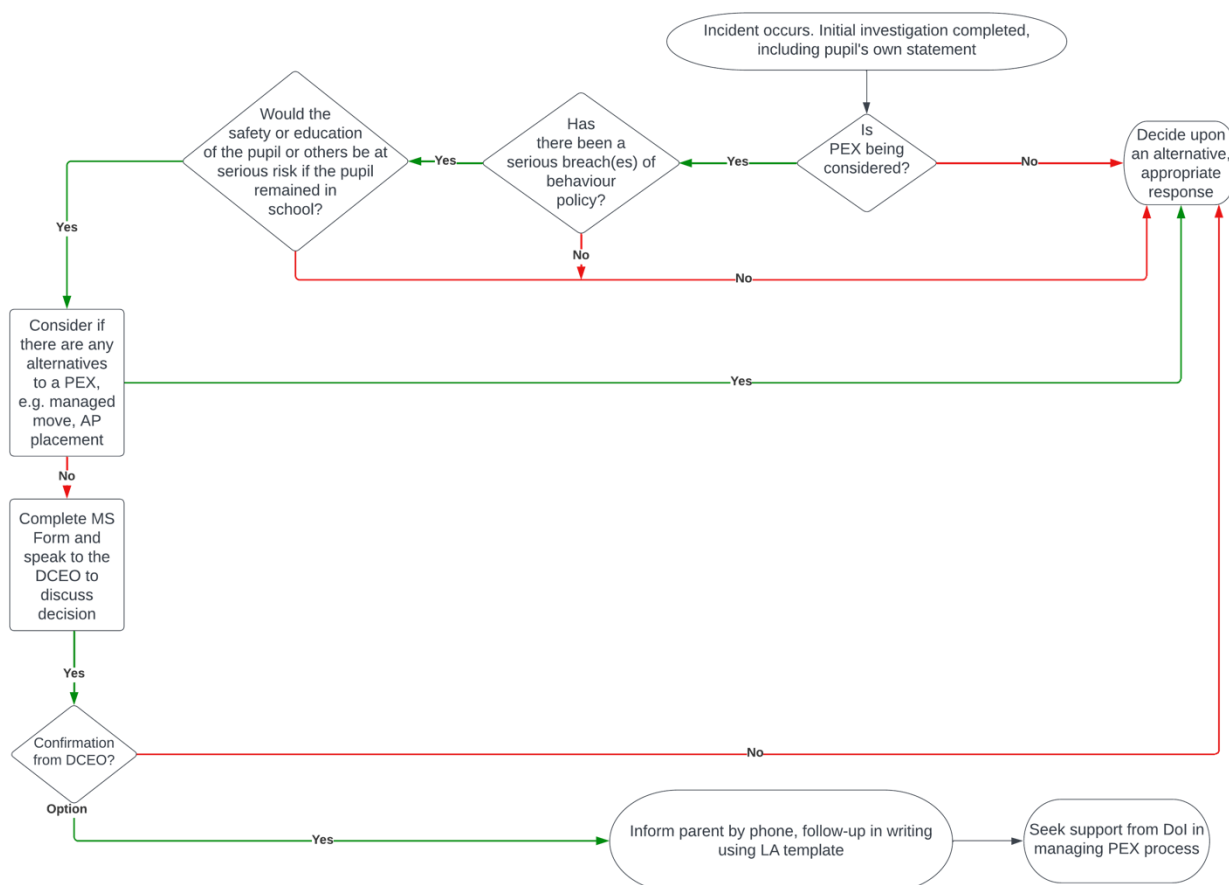 Incident occurs. Initial investigation completed,
including pupil's own statement
Is
PEX being
considered?
No
Decide upon
an alternative,
appropriate
response
Yes
Has
there been a
serious breach(es) of
behaviour
policy?
No
Yes
Would the
safety or education
of the pupil or others be at
serious risk if the pupil
remained in
school?
No
Yes
Consider if
there are any
alternatives
to a PEX,
e.g. managed
move, AP
placement
Yes
No
Complete MS
Form and
speak to the
DCEO to
discuss
decision
Yes
Confirmation
from DCEO?
No
Option
Yes
Inform parent by phone, follow-up in writing
using LA template
Seek support from DoI in
managing PEX process